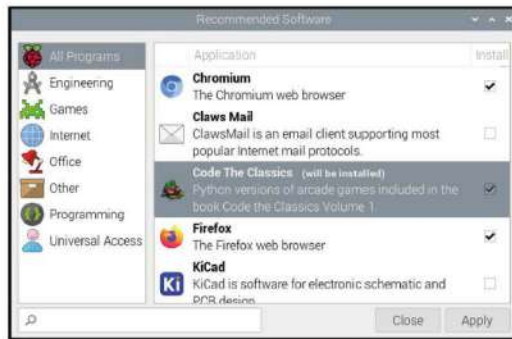 Recommended Software
All Programs
Engineering
Games
Internet
Office
Other
Programming
Universal Access
Application
Install
Chromium
The Chromium web browser
Claws Mail
ClawsMail is an email client supporting most
popular Internet mail protocols.
Code The Classics (will be installed)
Python versions of arcade games included in the
book Code the Classics Volume 1.
Firefox
The Firefox web browser
Ki
KiCad
KiCad is software for electronic schematic and
PCB design
Close
Apply